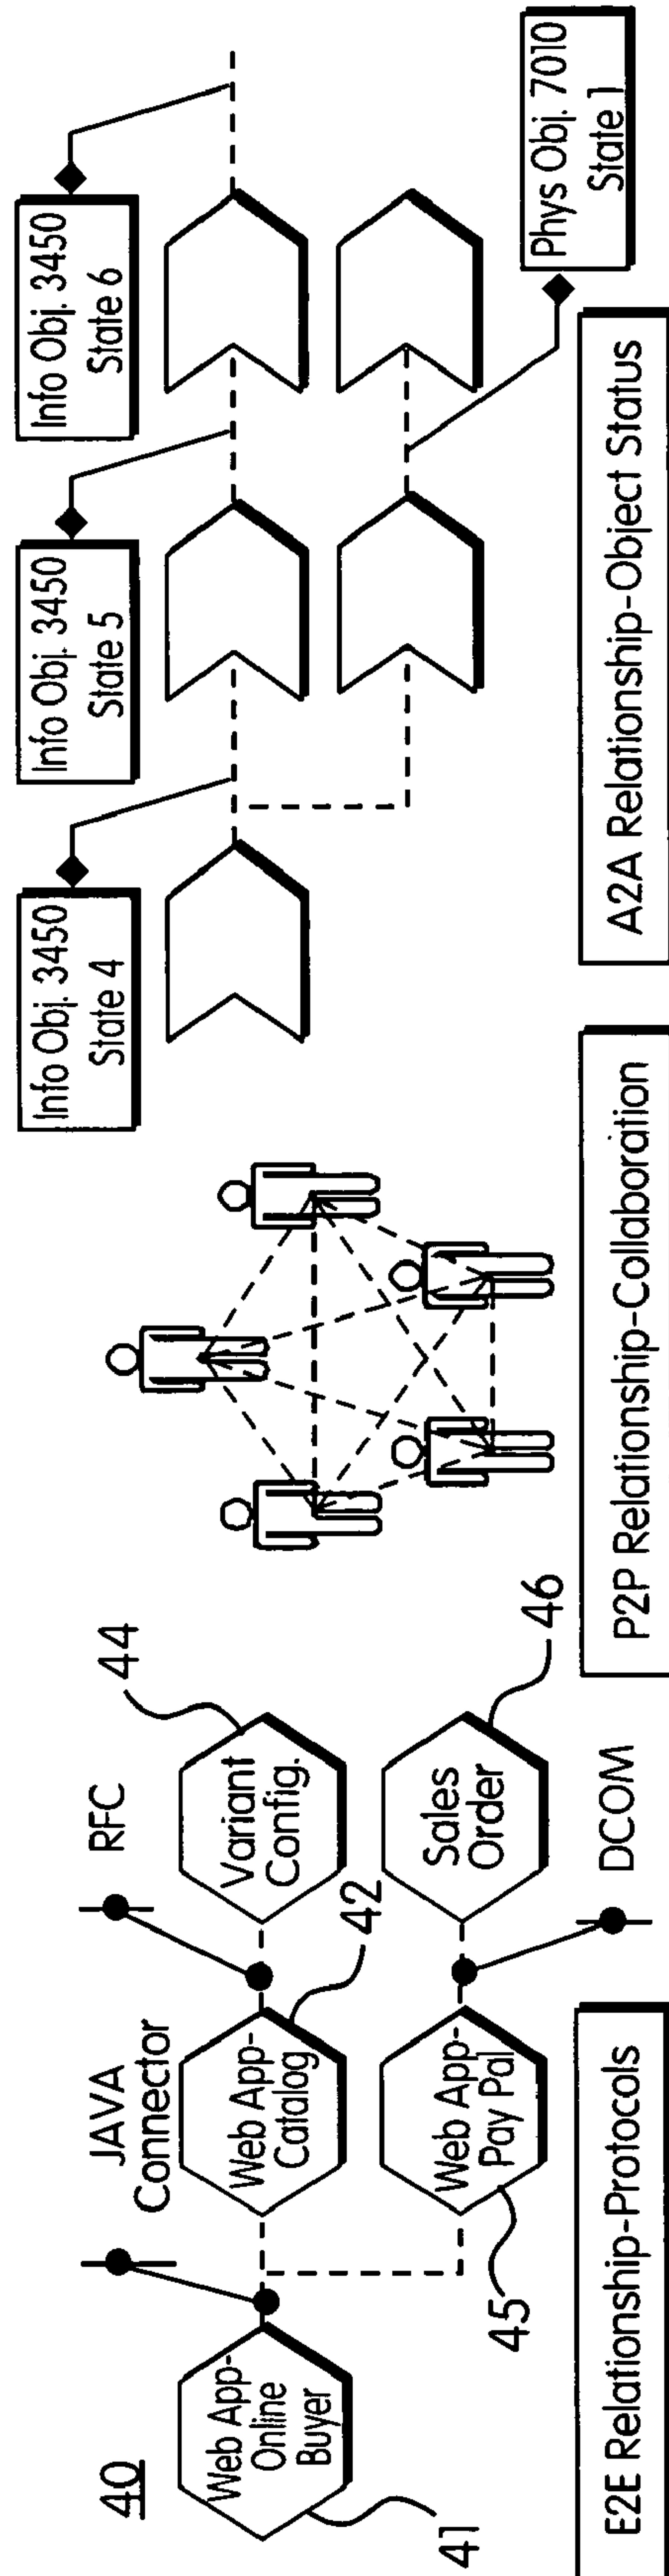 40
Web App-
Online
Buyer
41
JAVA
Connector
Web App-
Catalog
42
RFC
Variant
Config.
44
Web App-
Pay Pal
45
Sales
Order
46
DCOM
E2E Relationship-Protocols
P2P Relationship-Collaboration
Info Obj. 3450
State 4
Info Obj. 3450
State 5
Info Obj. 3450
State 6
Phys Obj. 7010
State 1
A2A Relationship-Object Status